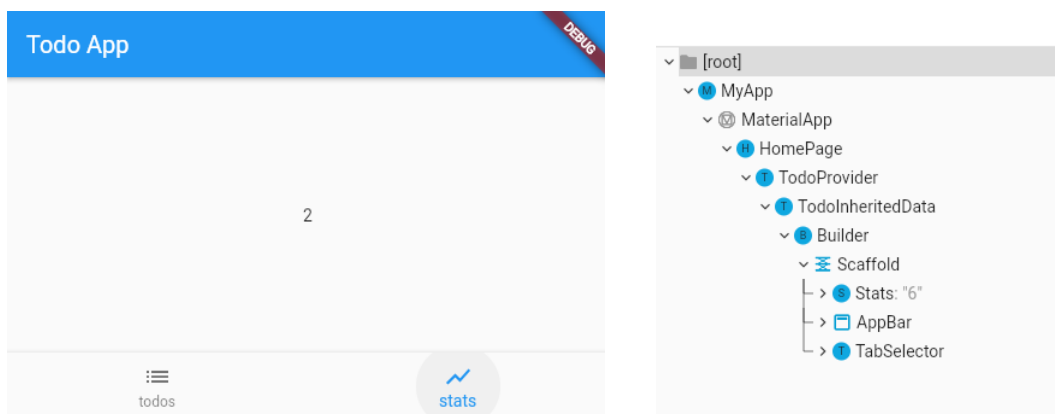 Todo App
DEBUG
2
todos
stats
[root]
M MyApp
MaterialApp
H HomePage
T TodoProvider
T TodoInheritedData
B Builder
Scaffold
S Stats: "6"
AppBar
T TabSelector